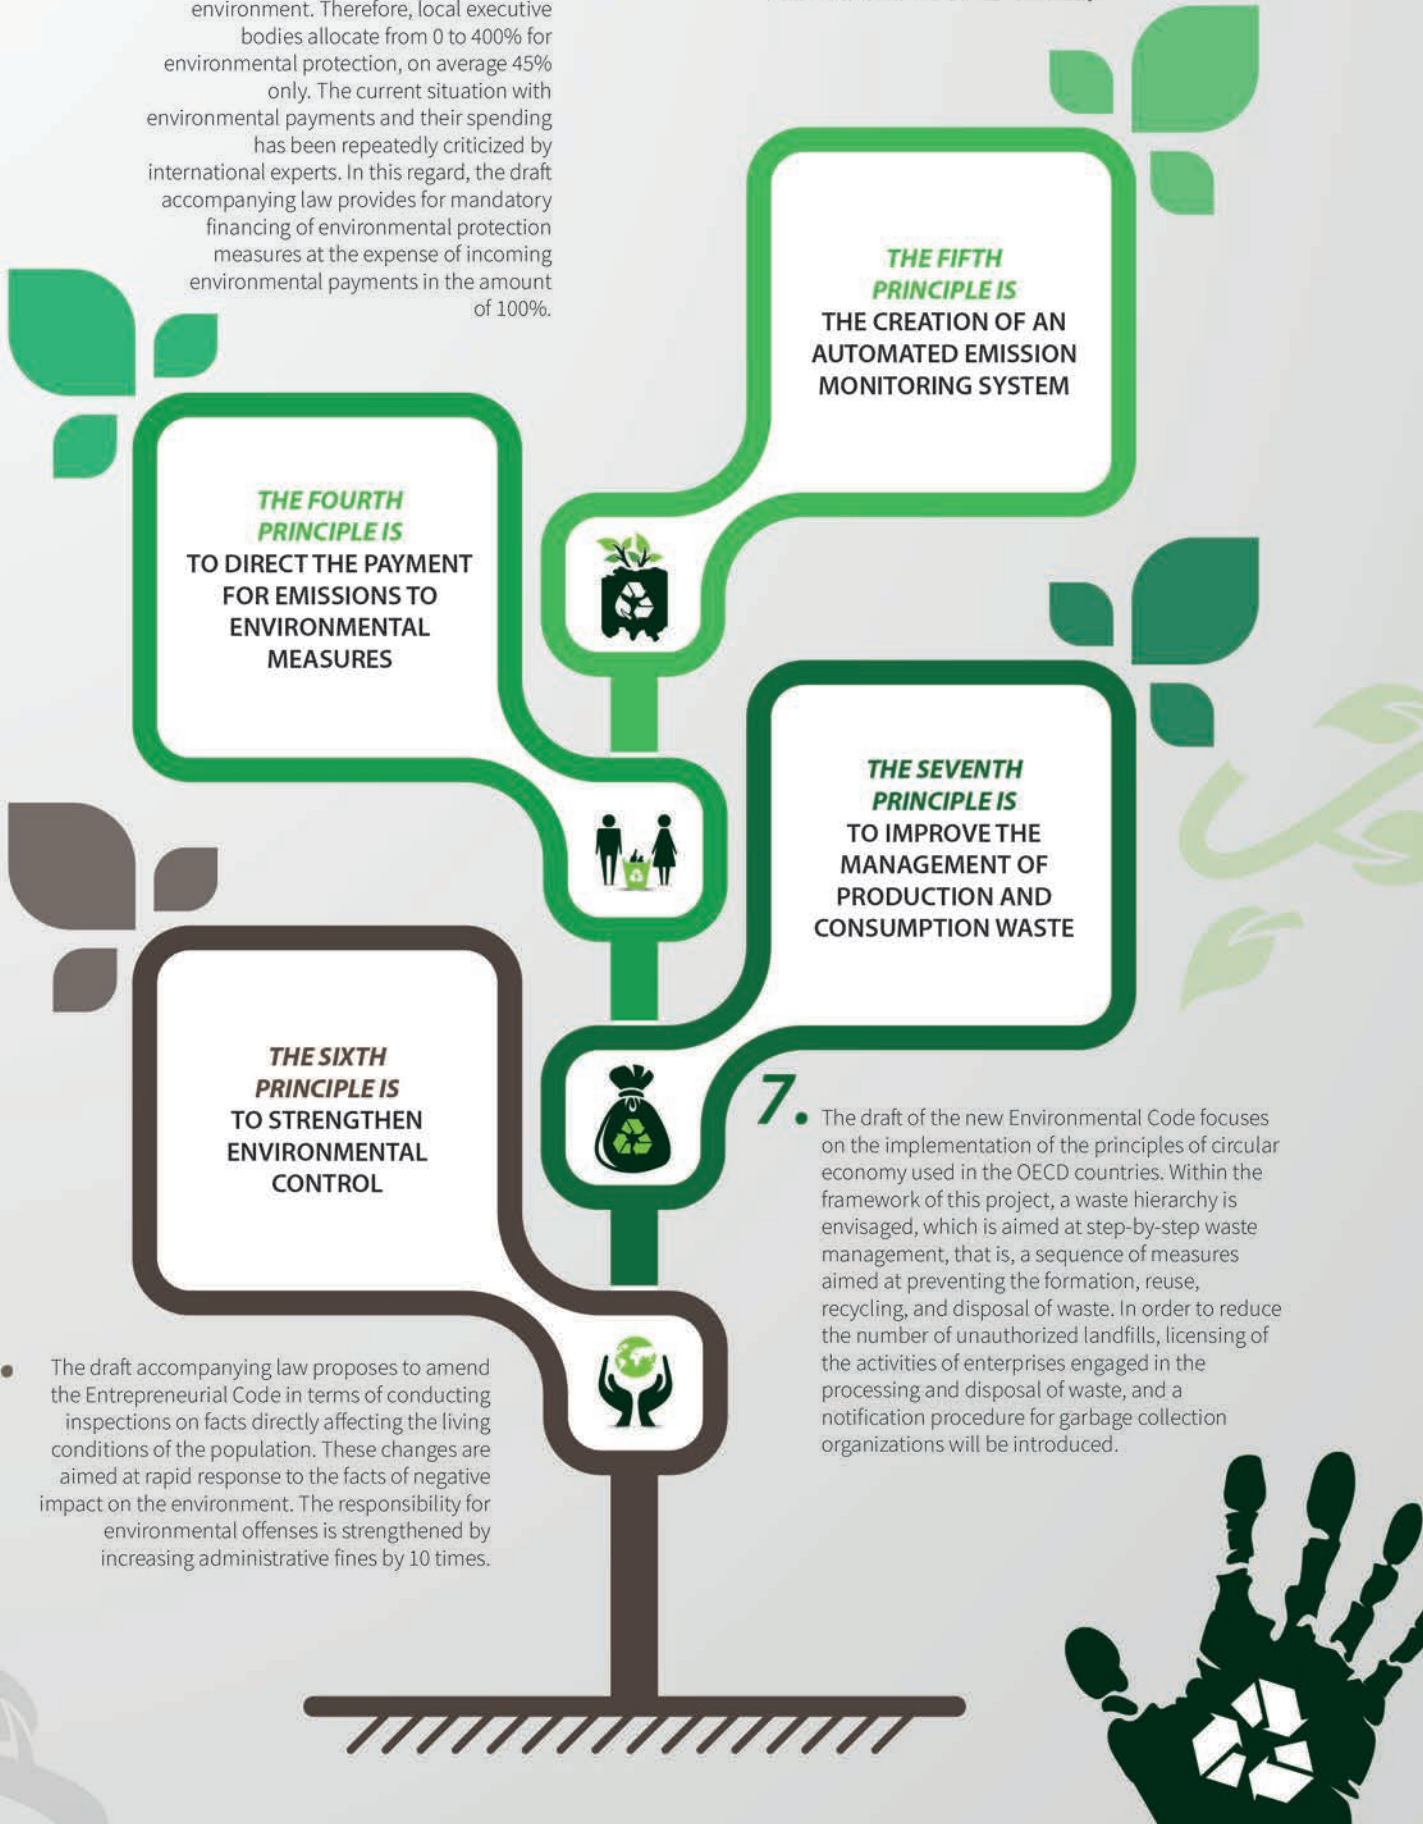 environment. Therefore, local executive
bodies allocate from 0 to 400% for
environmental protection, on average 45%
only. The current situation with
environmental payments and their spending
has been repeatedly criticized by
international experts. In this regard, the draft
accompanying law provides for mandatory
financing of environmental protection
measures at the expense of incoming
environmental payments in the amount
of 100%.
THE FIFTH
PRINCIPLE IS
THE CREATION OF AN
AUTOMATED EMISSION
MONITORING SYSTEM
THE FOURTH
PRINCIPLE IS
TO DIRECT THE PAYMENT
FOR EMISSIONS TO
ENVIRONMENTAL
MEASURES
THE SEVENTH
PRINCIPLE IS
TO IMPROVE THE
MANAGEMENT OF
PRODUCTION AND
CONSUMPTION WASTE
THE SIXTH
PRINCIPLE IS
TO STRENGTHEN
ENVIRONMENTAL
CONTROL
7.
The draft of the new Environmental Code focuses
on the implementation of the principles of circular
economy used in the OECD countries. Within the
framework of this project, a waste hierarchy is
envisaged, which is aimed at step-by-step waste
management, that is, a sequence of measures
aimed at preventing the formation, reuse,
recycling, and disposal of waste. In order to reduce
the number of unauthorized landfills, licensing of
the activities of enterprises engaged in the
processing and disposal of waste, and a
notification procedure for garbage collection
organizations will be introduced.
The draft accompanying law proposes to amend
the Entrepreneurial Code in terms of conducting
inspections on facts directly affecting the living
conditions of the population. These changes are
aimed at rapid response to the facts of negative
impact on the environment. The responsibility for
environmental offenses is strengthened by
increasing administrative fines by 10 times.